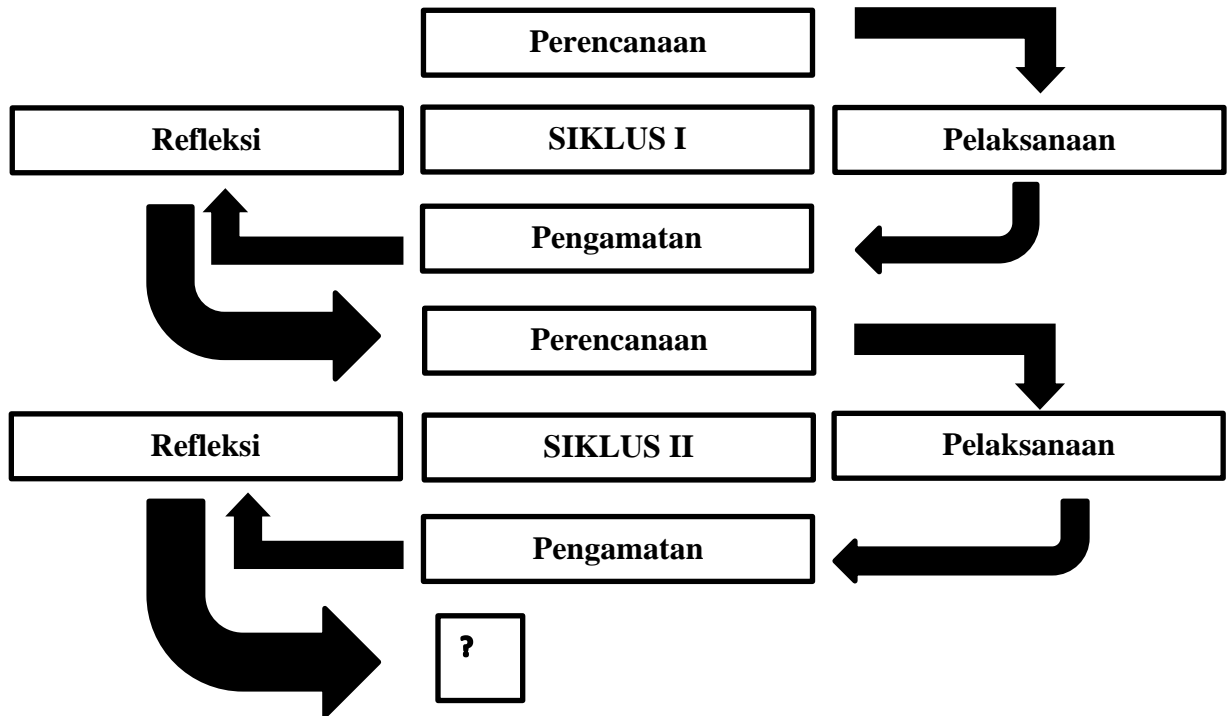 Perencanaan
Refleksi
SIKLUS I
Pelaksanaan
Pengamatan
Perencanaan
Refleksi
SIKLUS II
Pelaksanaan
Pengamatan
?